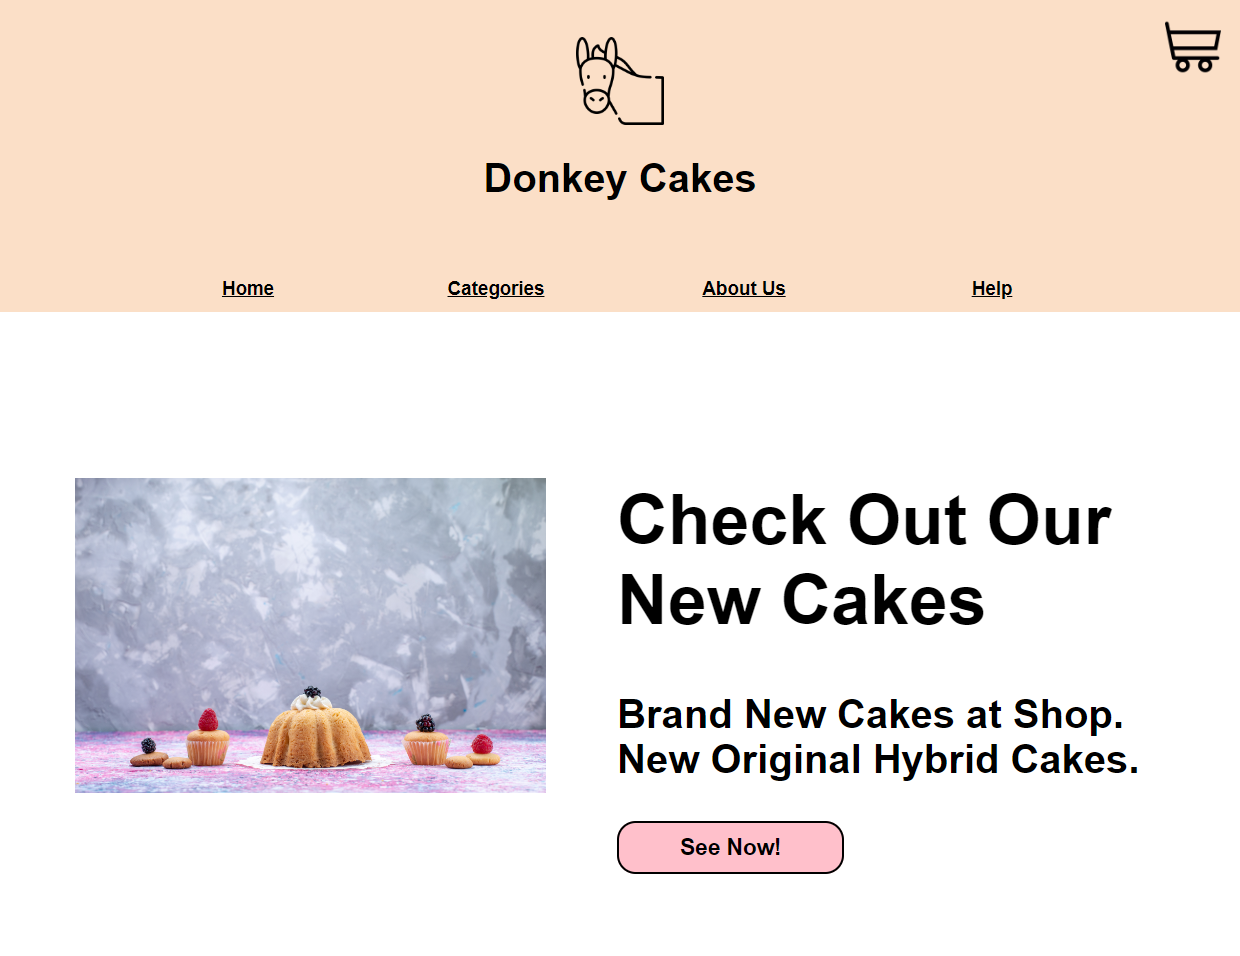 Donkey Cakes
Home Categories About Us Help
Check Out Our
New Cakes
Brand New Cakes at Shop.
New Original Hybrid Cakes.
See Now!